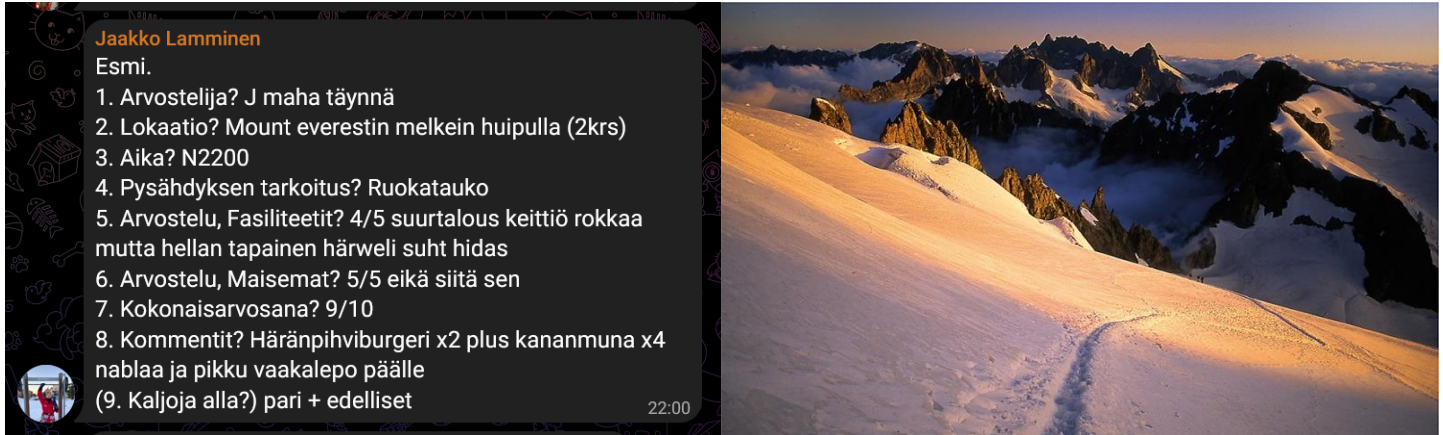 Jaakko Lamminen
Esmi.
1. Arvostelija? J maha täynnä
2. Lokaatio? Mount everestin melkein huipulla (2krs)
3. Aika? N2200
4. Pysähdyksen tarkoitus? Ruokatauko
5. Arvostelu, Fasiliteetit? 4/5 suurtalous keittiö rokkaa
mutta hellan tapainen härweli suht hidas
6. Arvostelu, Maisemat? 5/5 eikä siitä sen
7. Kokonaisarvosana? 9/10
8. Kommentit? Häränpihviburgeri x2 plus kananmuna x4
nablaa ja pikku vaakalepo päälle
(9. Kaljoja alla?) pari + edelliset
22:00